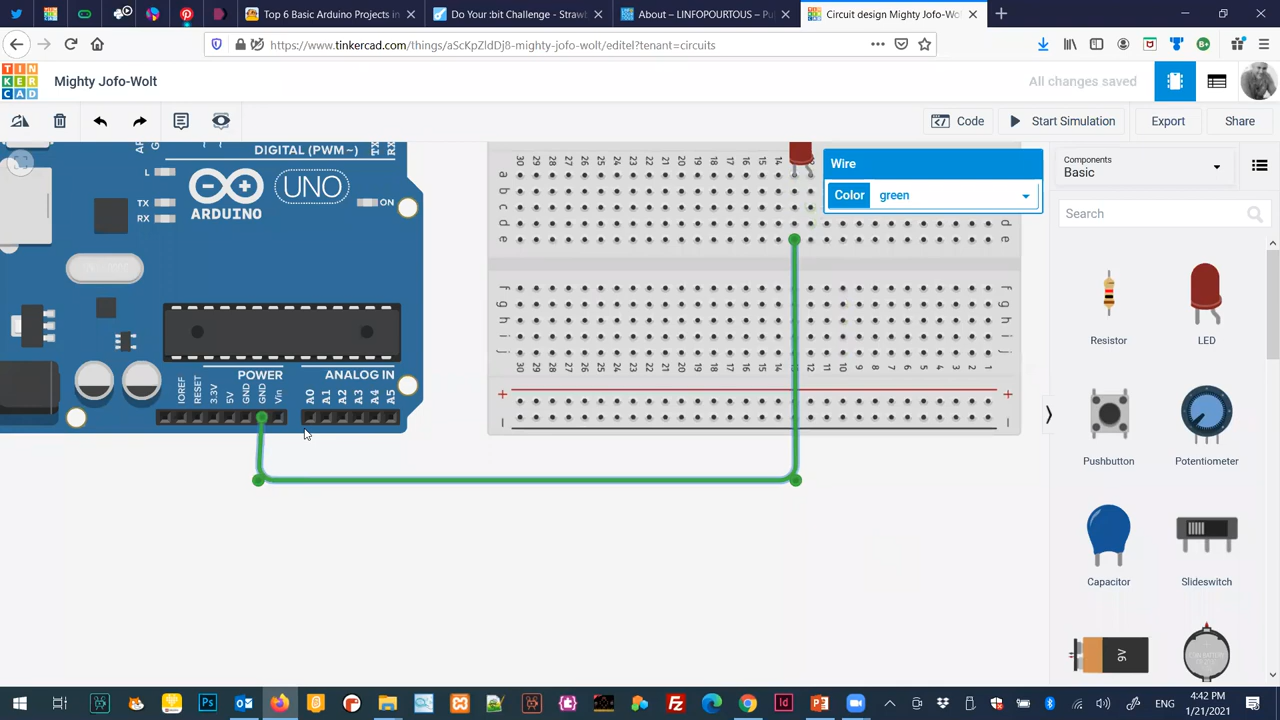 Top 6 Basic Arduino Projects in
Do Your :bit Challenge - Strawb
About – LINFOPOURTOUS – Pu
Circuit design Mighty Jofo-Wol
https://www.tinkercad.com/things/aScKpZldDj8-mighty-jofo-wolt/editel?tenant=circuits
TIN
KER
CAD
Mighty Jofo-Wolt
All changes saved
Code
Start Simulation
Export
Share
DIGITAL (PWM~)
L
TX
RX
ARDUINO
UNO
ON
POWER
ANALOG IN
IOREF
RESET
3.3V
5V
GND
GND
Vin
A0
A1
A2
A3
A4
A5
Wire
Color
green
Components
Basic
Search
Resistor
LED
Pushbutton
Potentiometer
Capacitor
Slideswitch
9V
ENG
4:42 PM
1/21/2021